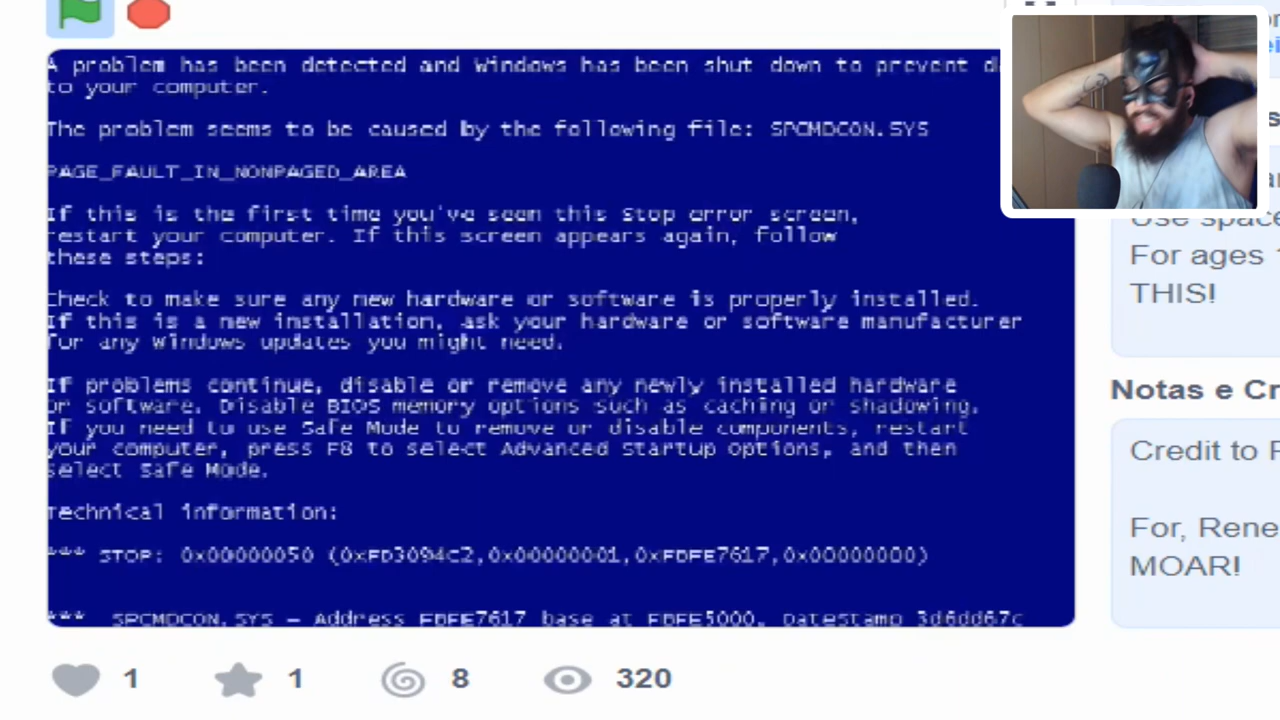 A problem has been detected and Windows has been shut down to prevent
to your computer.
The problem seems to be caused by the following file: SPCMDCON.SYS
PAGE_FAULT_IN_NONPAGED_AREA
If this is the first time you've seen this Stop error screen,
restart your computer. If this screen appears again, follow
these steps:
Check to make sure any new hardware or software is properly installed.
If this is a new installation, ask your hardware or software manufacturer
for any Windows updates you might need.
If problems continue, disable or remove any newly installed hardware
or software. Disable BIOS memory options such as caching or shadowing.
If you need to use Safe Mode to remove or disable components, restart
your computer, press F8 to select Advanced Startup Options, and then
select Safe Mode.
Technical information:
*** STOP: 0x00000050 (0xFD3094C2,0x00000001,0xFBFE7617,0x00000000)
*** SPCMDCON.SYS – Address FBFE7617 base at FBFE5000, Datestamp 3d6dd67c
1 1 8 320
Use space
For ages
THIS!
Notas e Cr
Credit to
For, Rene
MOAR!